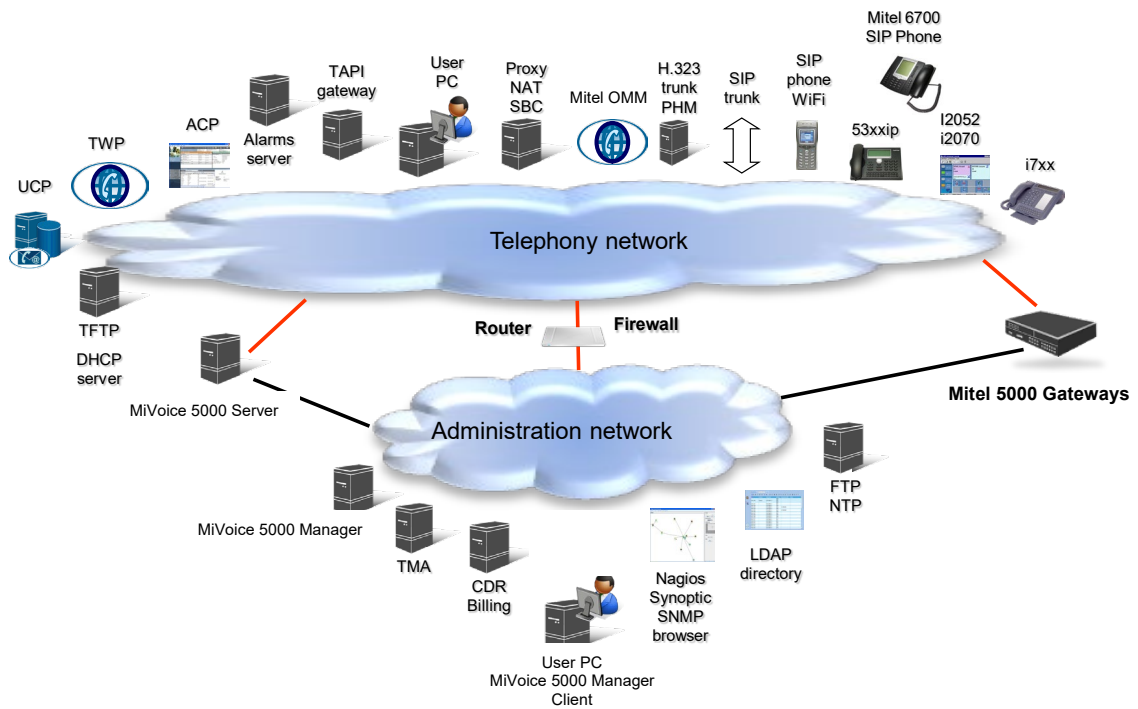 Mitel 6700
SIP Phone
User
PC
TAPI
gateway
Proxy
NAT
SBC
H.323
trunk
PHM
SIP
trunk
SIP
phone
WiFi
Mitel OMM
ACP
Alarms
server
TWP
53xxip
I2052
i2070
i7xx
UCP
Telephony network
TFTP
DHCP
server
Router
Firewall
MiVoice 5000 Server
Mitel 5000 Gateways
Administration network
FTP
NTP
MiVoice 5000 Manager
TMA
CDR
Billing
Nagios
Synoptic
SNMP
browser
LDAP
directory
User PC
MiVoice 5000 Manager
Client